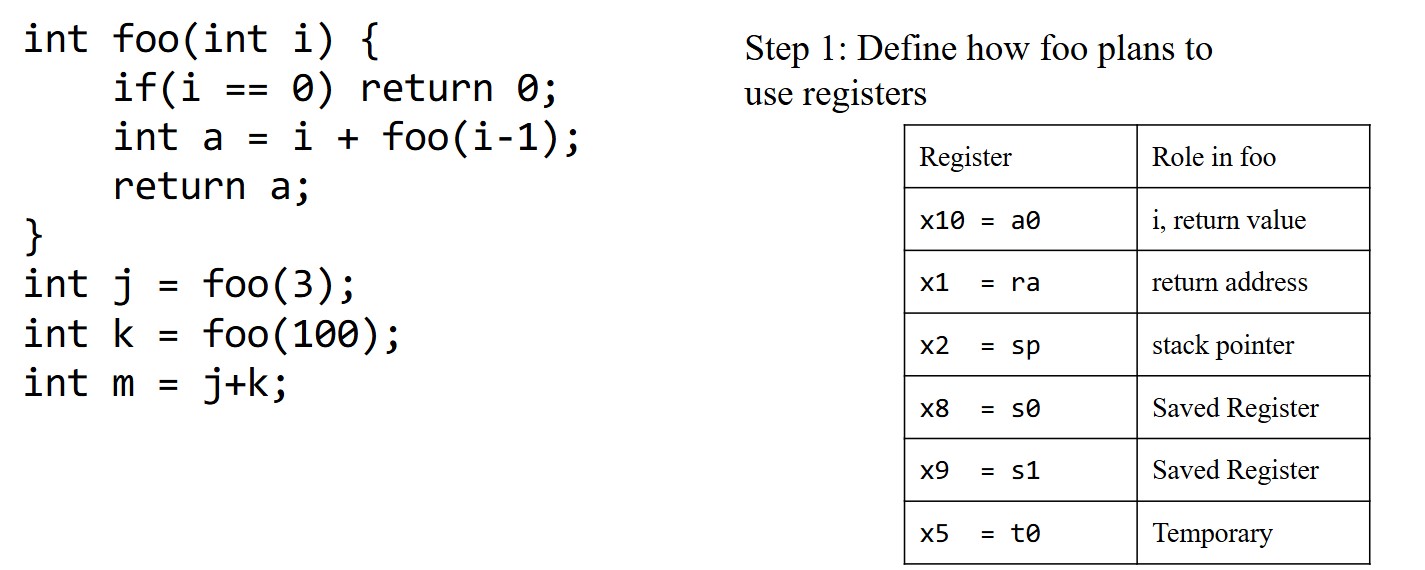 int foo(int i) {
    if(i == 0) return 0;
    int a = i + foo(i-1);
    return a;
}
int j = foo(3);
int k = foo(100);
int m = j+k;
Step 1: Define how foo plans to
use registers
Register Role in foo
x10 = a0 i, return value
x1  = ra return address
x2  = sp stack pointer
x8  = s0 Saved Register
x9  = s1 Saved Register
x5  = t0 Temporary